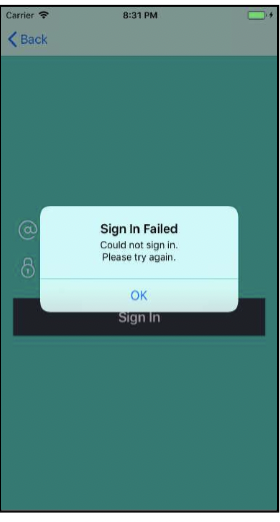 Carrier 8:31 PM
Back
@
Sign In Failed
Could not sign in.
Please try again.
OK
Sign In